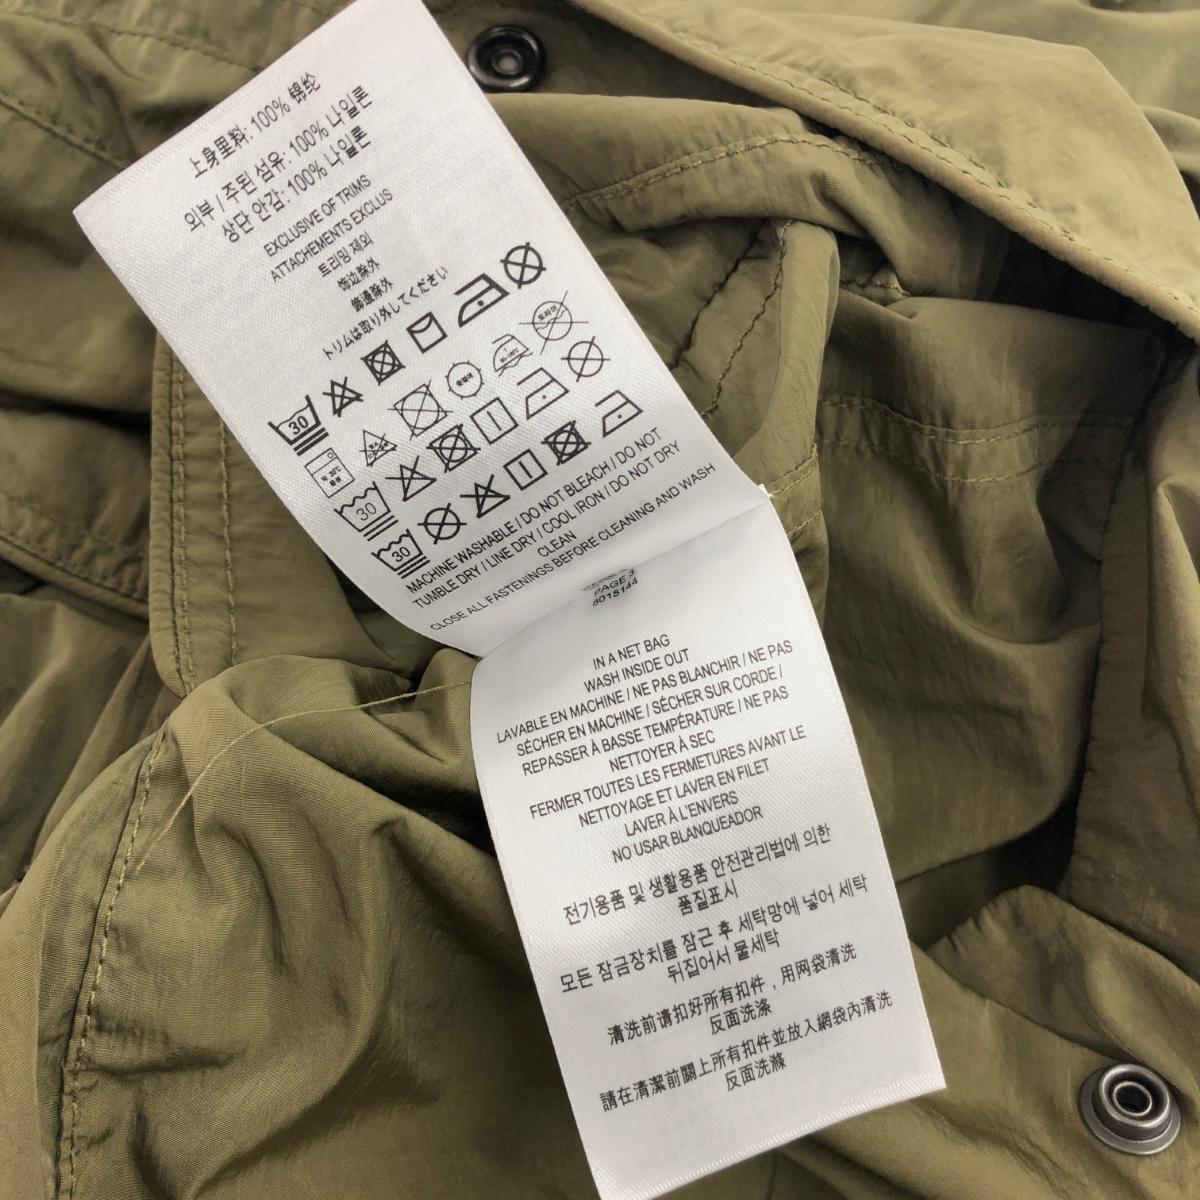 上身里料: 100% 锦纶
외부 / 주된 섬유: 100% 나일론
상단 안감: 100% 나일론
EXCLUSIVE OF TRIMS
ATTACHEMENTS EXCLUS
트리밍 제외
饰边除外
飾邊除外
トリムは取り外してください
30
30
30
MACHINE WASHABLE / DO NOT BLEACH / DO NOT
TUMBLE DRY / LINE DRY / COOL IRON / DO NOT DRY
CLEAN
CLOSE ALL FASTENINGS BEFORE CLEANING AND WASH
PAGE 3
8015144
IN A NET BAG
WASH INSIDE OUT
LAVABLE EN MACHINE / NE PAS BLANCHIR / NE PAS
SÉCHER EN MACHINE / SÉCHER SUR CORDE /
REPASSER À BASSE TEMPÉRATURE / NE PAS
NETTOYER À SEC
FERMER TOUTES LES FERMETURES AVANT LE
NETTOYAGE ET LAVER EN FILET
LAVER À L'ENVERS
NO USAR BLANQUEADOR
전기용품 및 생활용품 안전관리법에 의한
품질표시
모든 잠금장치를 잠근 후 세탁망에 넣어 세탁
뒤집어서 물세탁
清洗前请扣好所有扣件，用网袋清洗
反面洗涤
請在清潔前關上所有扣件並放入網袋內清洗
反面洗滌